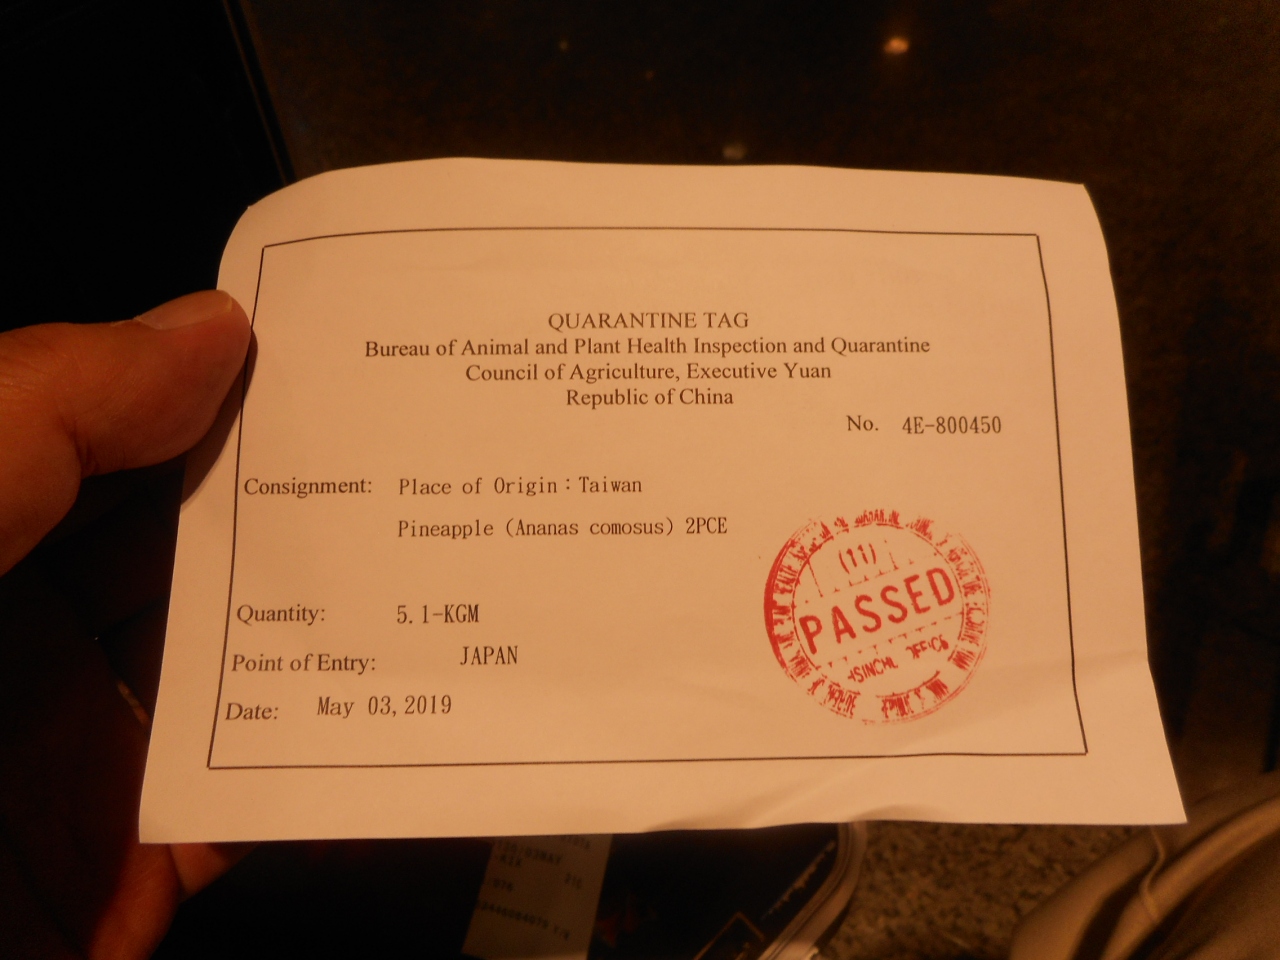 QUARANTINE TAG
Bureau of Animal and Plant Health Inspection and Quarantine
Council of Agriculture, Executive Yuan
Republic of China
No. 4E-800450
Consignment: Place of Origin：Taiwan
Pineapple (Ananas comosus) 2PCE
(11)
PASSED
OFFICE
Quantity: 5.1-KGM
Point of Entry: JAPAN
Date: May 03, 2019